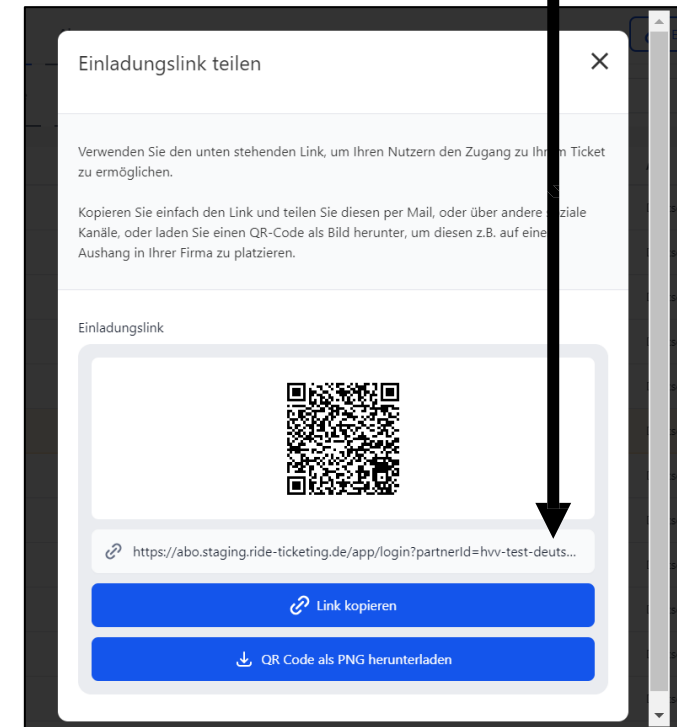 Einladungslink teilen
Verwenden Sie den unten stehenden Link, um Ihren Nutzern den Zugang zu Ticket
zu ermöglichen.
Kopieren Sie einfach den Link und teilen Sie diesen per Mail, oder über andere
Kanäle, oder laden Sie einen QR-Code als Bild herunter, um diesen z.B. auf
Aushang in Ihrer Firma zu platzieren.
Einladungslink
https://abo.staging.ride-ticketing.de/app/login?partnerId=hvv-test-deuts...
Link kopieren
QR Code als PNG herunterladen